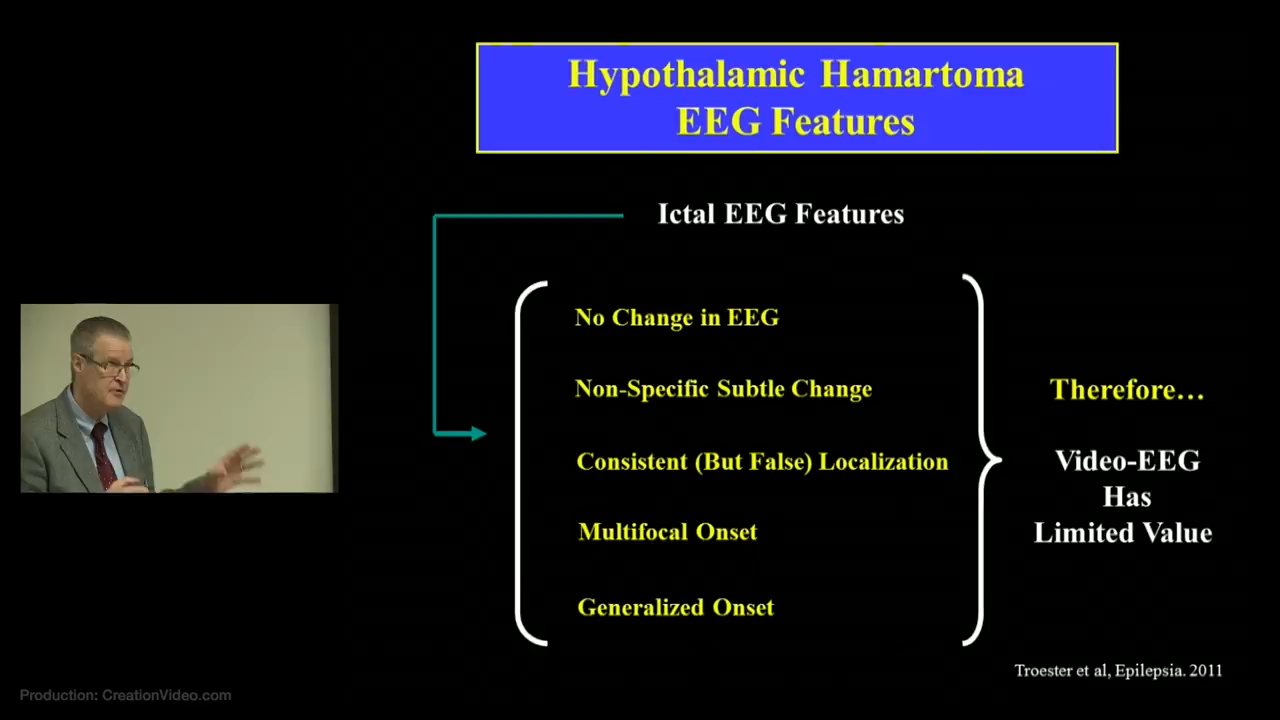 Hypothalamic Hamartoma
EEG Features
Ictal EEG Features
No Change in EEG
Non-Specific Subtle Change
Consistent (But False) Localization
Multifocal Onset
Generalized Onset
Therefore…
Video-EEG
Has
Limited Value
Troester et al, Epilepsia. 2011
Production: CreationVideo.com